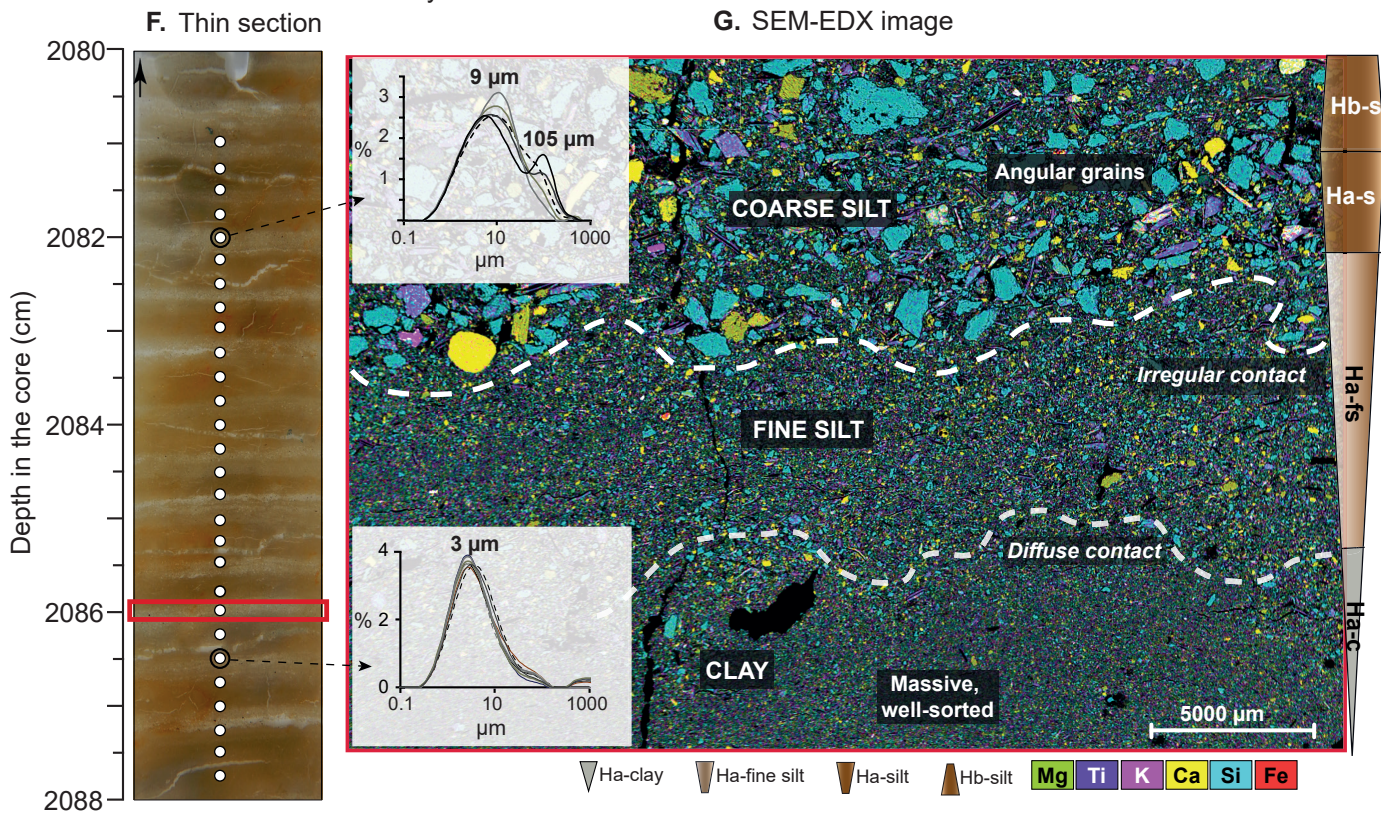 F. Thin section
G. SEM-EDX image
Depth in the core (cm)
2080
2082
2084
2086
2088
9 µm
105 µm
3
2
%
1
0.1
10
1000
µm
COARSE SILT
Angular grains
Irregular contact
FINE SILT
Diffuse contact
3 µm
4
%
2
0
0.1
10
1000
µm
CLAY
Massive,
well-sorted
5000 µm
Hb-s
Ha-s
Ha-fs
Ha-c
Ha-clay
Ha-fine silt
Ha-silt
Hb-silt
Mg
Ti
K
Ca
Si
Fe